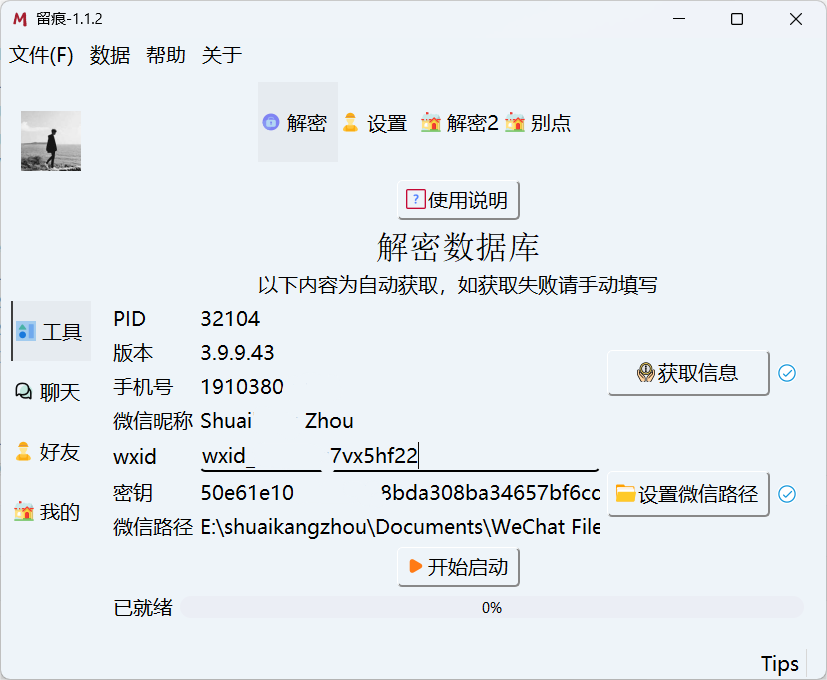 M 留痕-1.1.2
文件(F) 数据 帮助 关于
解密 设置 解密2 别点
?使用说明
解密数据库
以下内容为自动获取，如获取失败请手动填写
PID 32104
工具
版本 3.9.9.43
获取信息
手机号 1910380
聊天
微信昵称 Shuai Zhou
好友
wxid wxid_ 7vx5hf22
密钥 50e61e10 8bda308ba34657bf6cc
设置微信路径
我的
微信路径 E:\shuaikangzhou\Documents\WeChat File
开始启动
已就绪 0%
Tips